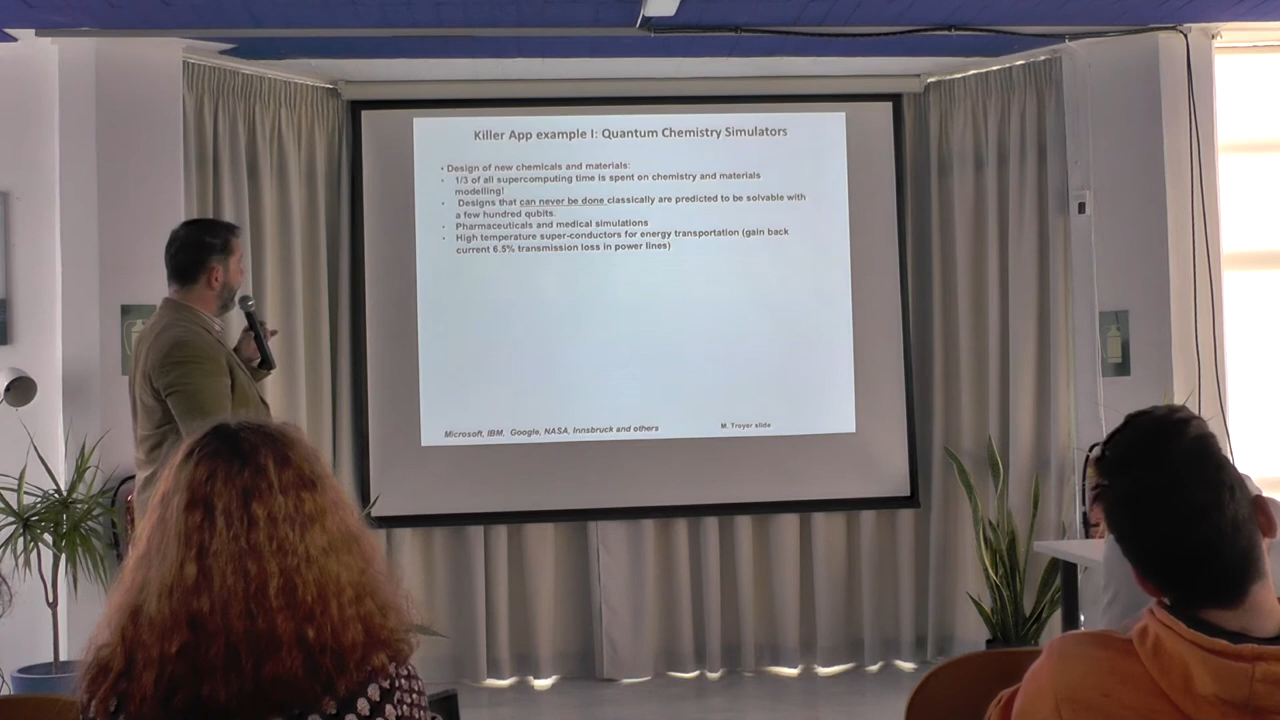 Killer App example I: Quantum Chemistry Simulators
• Design of new chemicals and materials:
• 1/3 of all supercomputing time is spent on chemistry and materials
modelling!
• Designs that can never be done classically are predicted to be solvable with
a few hundred qubits.
• Pharmaceuticals and medical simulations
• High temperature super-conductors for energy transportation (gain back
current 6.5% transmission loss in power lines)
Microsoft, IBM, Google, NASA, Innsbruck and others
M. Troyer slide